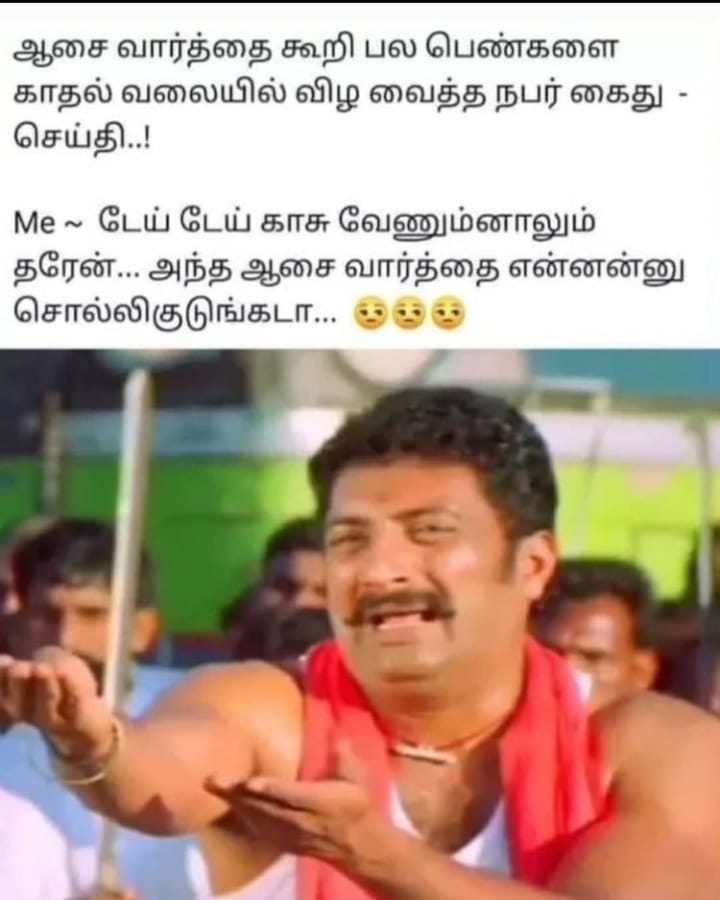 ஆசை வார்த்தை கூறி பல பெண்களை
காதல் வலையில் விழ வைத்த நபர் கைது -
செய்தி..!
Me ~ டேய் டேய் காசு வேணும்னாலும்
தரேன்... அந்த ஆசை வார்த்தை என்னன்னு
சொல்லிகுடுங்கடா... 😒😒😒